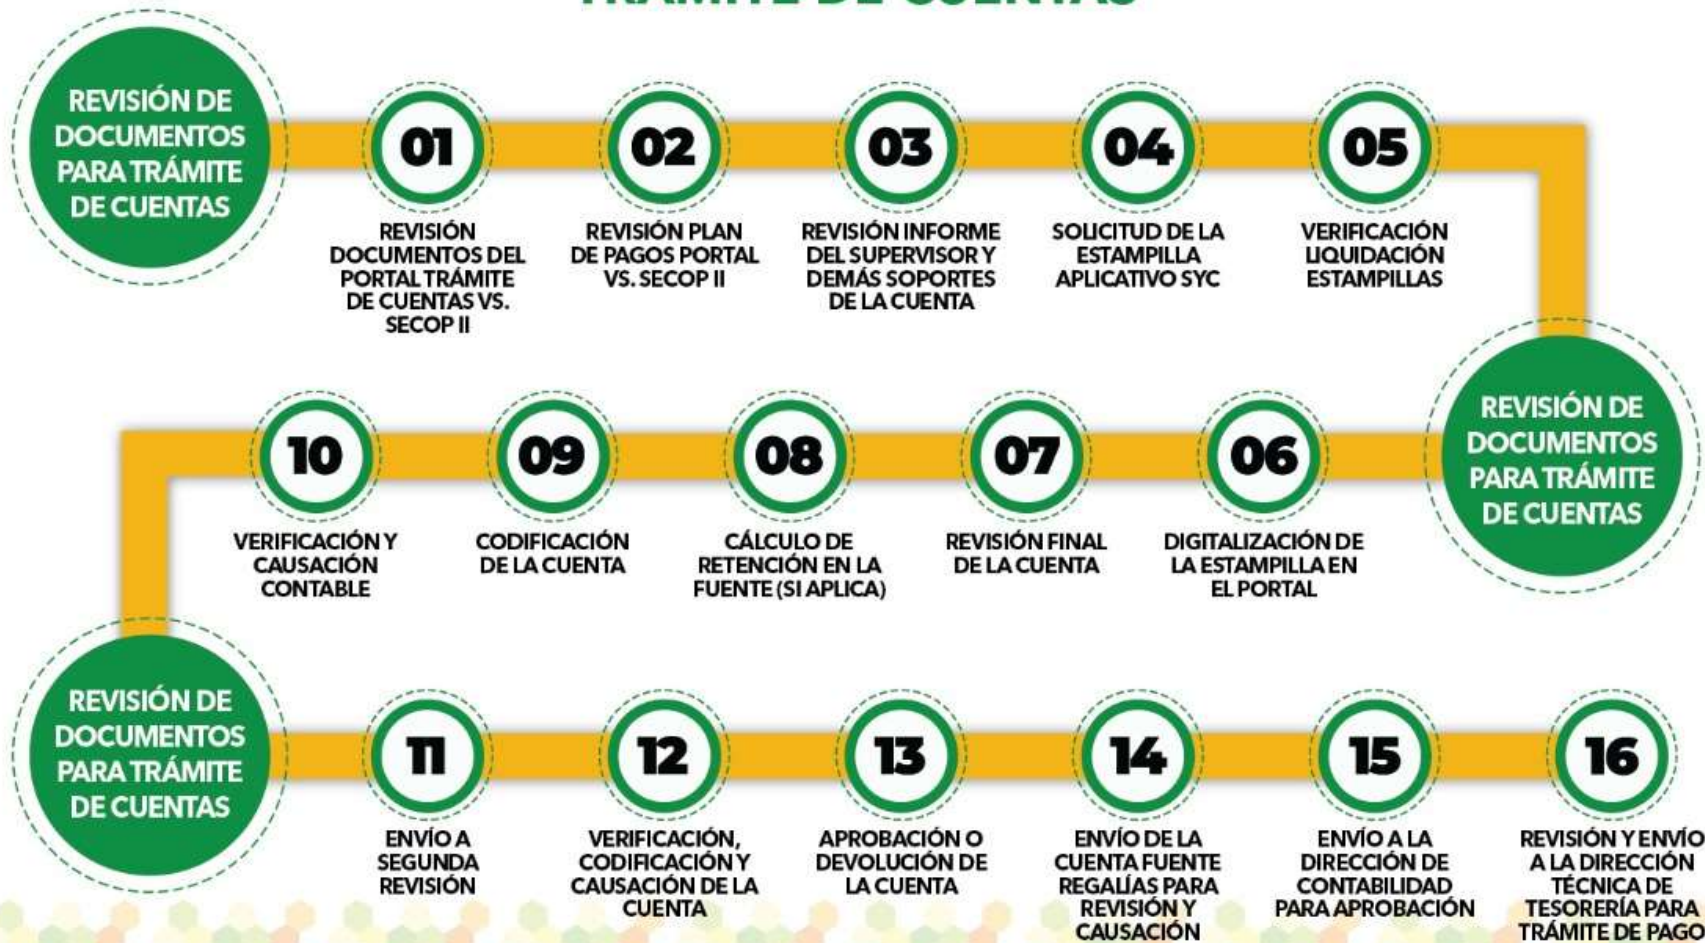 TRÁMITE DE CUENTAS
REVISIÓN DE
DOCUMENTOS
PARA TRÁMITE
DE CUENTAS
01
REVISIÓN
DOCUMENTOS DEL
PORTAL TRÁMITE
DE CUENTAS VS.
SECOP II
02
REVISIÓN PLAN
DE PAGOS PORTAL
VS. SECOP II
03
REVISIÓN INFORME
DEL SUPERVISOR Y
DEMÁS SOPORTES
DE LA CUENTA
04
SOLICITUD DE LA
ESTAMPILLA
APLICATIVO SYC
05
VERIFICACIÓN
LIQUIDACIÓN
ESTAMPILLAS
REVISIÓN DE
DOCUMENTOS
PARA TRÁMITE
DE CUENTAS
06
DIGITALIZACIÓN DE
LA ESTAMPILLA EN
EL PORTAL
07
REVISIÓN FINAL
DE LA CUENTA
08
CÁLCULO DE
RETENCIÓN EN LA
FUENTE (SI APLICA)
09
CODIFICACIÓN
DE LA CUENTA
10
VERIFICACIÓN Y
CAUSACIÓN
CONTABLE
REVISIÓN DE
DOCUMENTOS
PARA TRÁMITE
DE CUENTAS
11
ENVÍO A
SEGUNDA
REVISIÓN
12
VERIFICACIÓN,
CODIFICACIÓN Y
CAUSACIÓN DE LA
CUENTA
13
APROBACIÓN O
DEVOLUCIÓN DE
LA CUENTA
14
ENVÍO DE LA
CUENTA FUENTE
REGALÍAS PARA
REVISIÓN Y
CAUSACIÓN
15
ENVÍO A LA
DIRECCIÓN DE
CONTABILIDAD
PARA APROBACIÓN
16
REVISIÓN Y ENVÍO
A LA DIRECCIÓN
TÉCNICA DE
TESORERÍA PARA
TRÁMITE DE PAGO